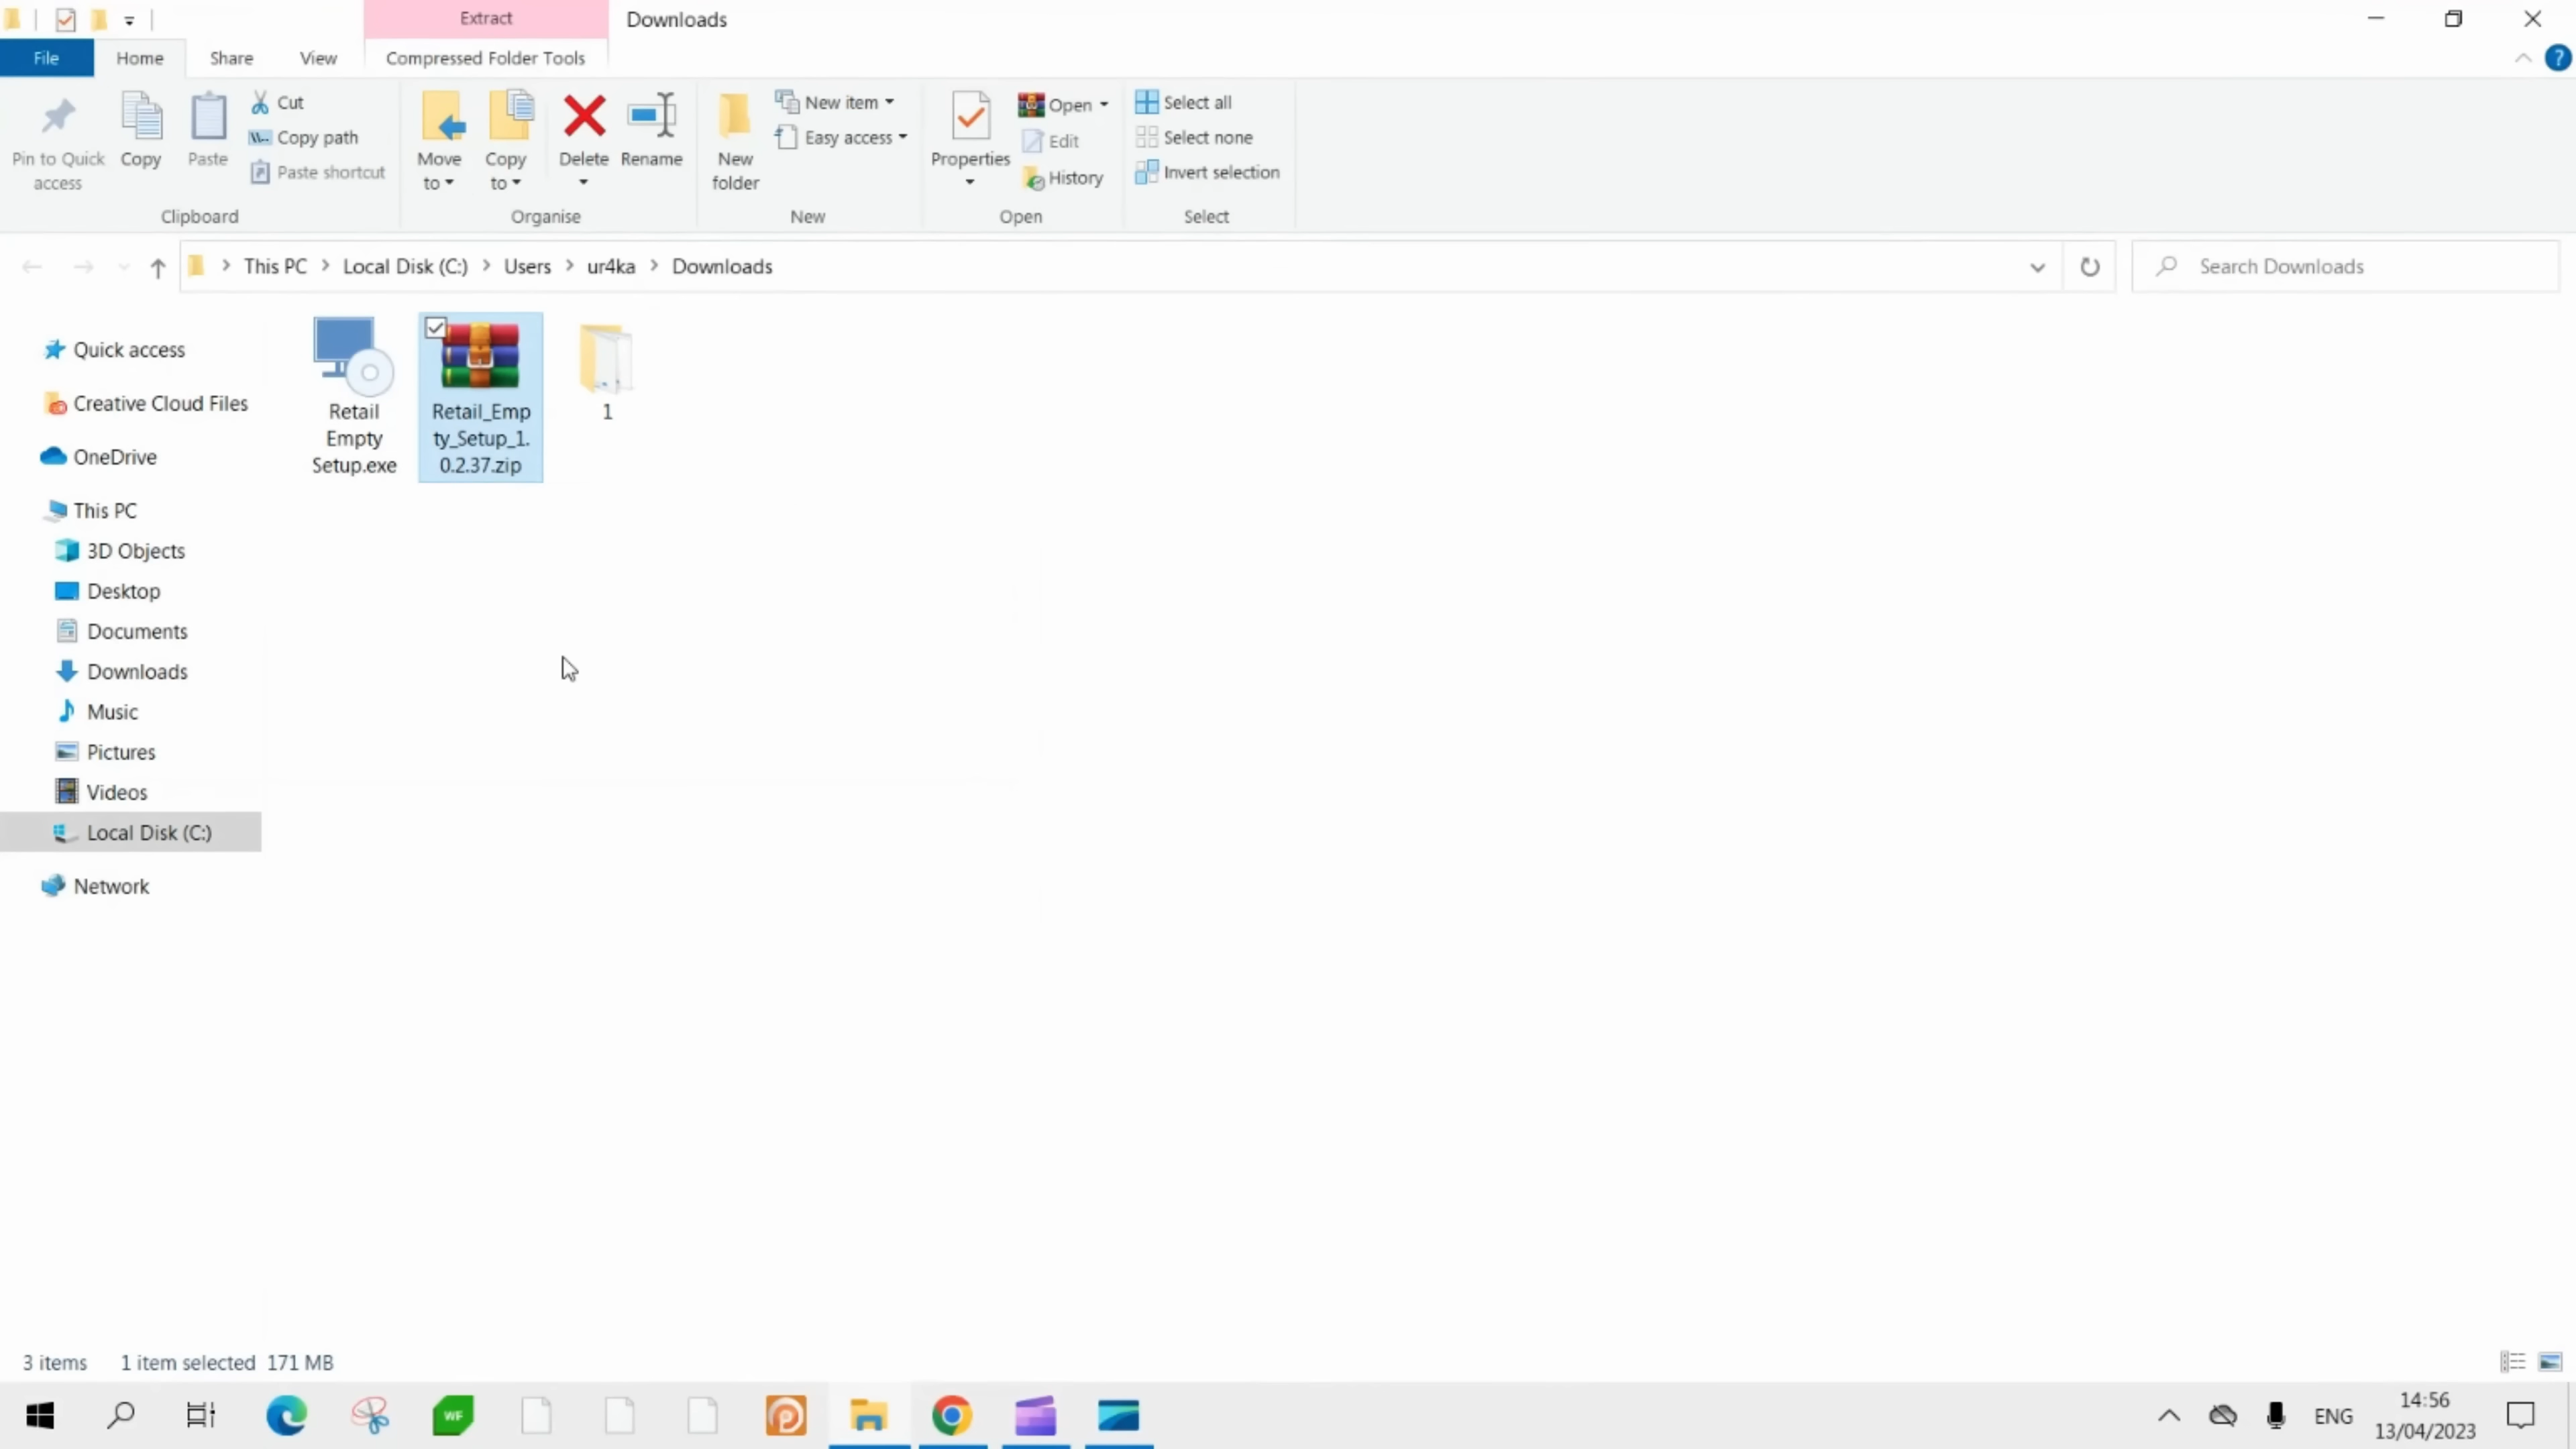 Extract
Downloads
File
Home
Share
View
Compressed Folder Tools
Pin to Quick access
Copy
Paste
Cut
Copy path
Paste shortcut
Clipboard
Move to
Copy to
Delete
Rename
Organise
New folder
New item
Easy access
New
Properties
Open
Edit
History
Open
Select all
Select none
Invert selection
Select
This PC
Local Disk (C:)
Users
ur4ka
Downloads
Search Downloads
Quick access
Creative Cloud Files
OneDrive
This PC
3D Objects
Desktop
Documents
Downloads
Music
Pictures
Videos
Local Disk (C:)
Network
Retail
Empty
Setup.exe
Retail_Emp
ty_Setup_1.
0.2.37.zip
1
3 items
1 item selected 171 MB
WF
ENG
14:56
13/04/2023